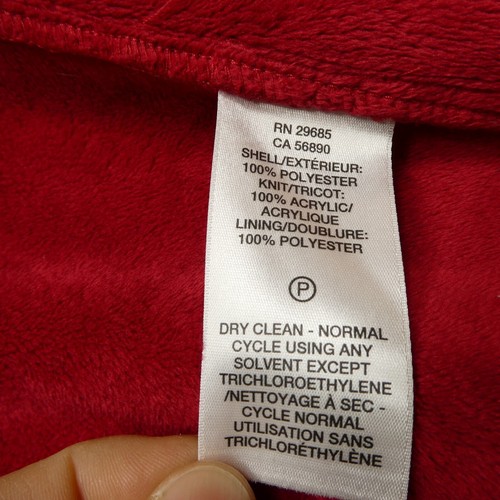 RN 29685
CA 56890
SHELL/EXTÉRIEUR:
100% POLYESTER
KNIT/TRICOT:
100% ACRYLIC/
ACRYLIQUE
LINING/DOUBLURE:
100% POLYESTER
P
DRY CLEAN - NORMAL
CYCLE USING ANY
SOLVENT EXCEPT
TRICHLOROETHYLENE
/NETTOYAGE À SEC -
CYCLE NORMAL
UTILISATION SANS
TRICHLORÉTHYLÈNE